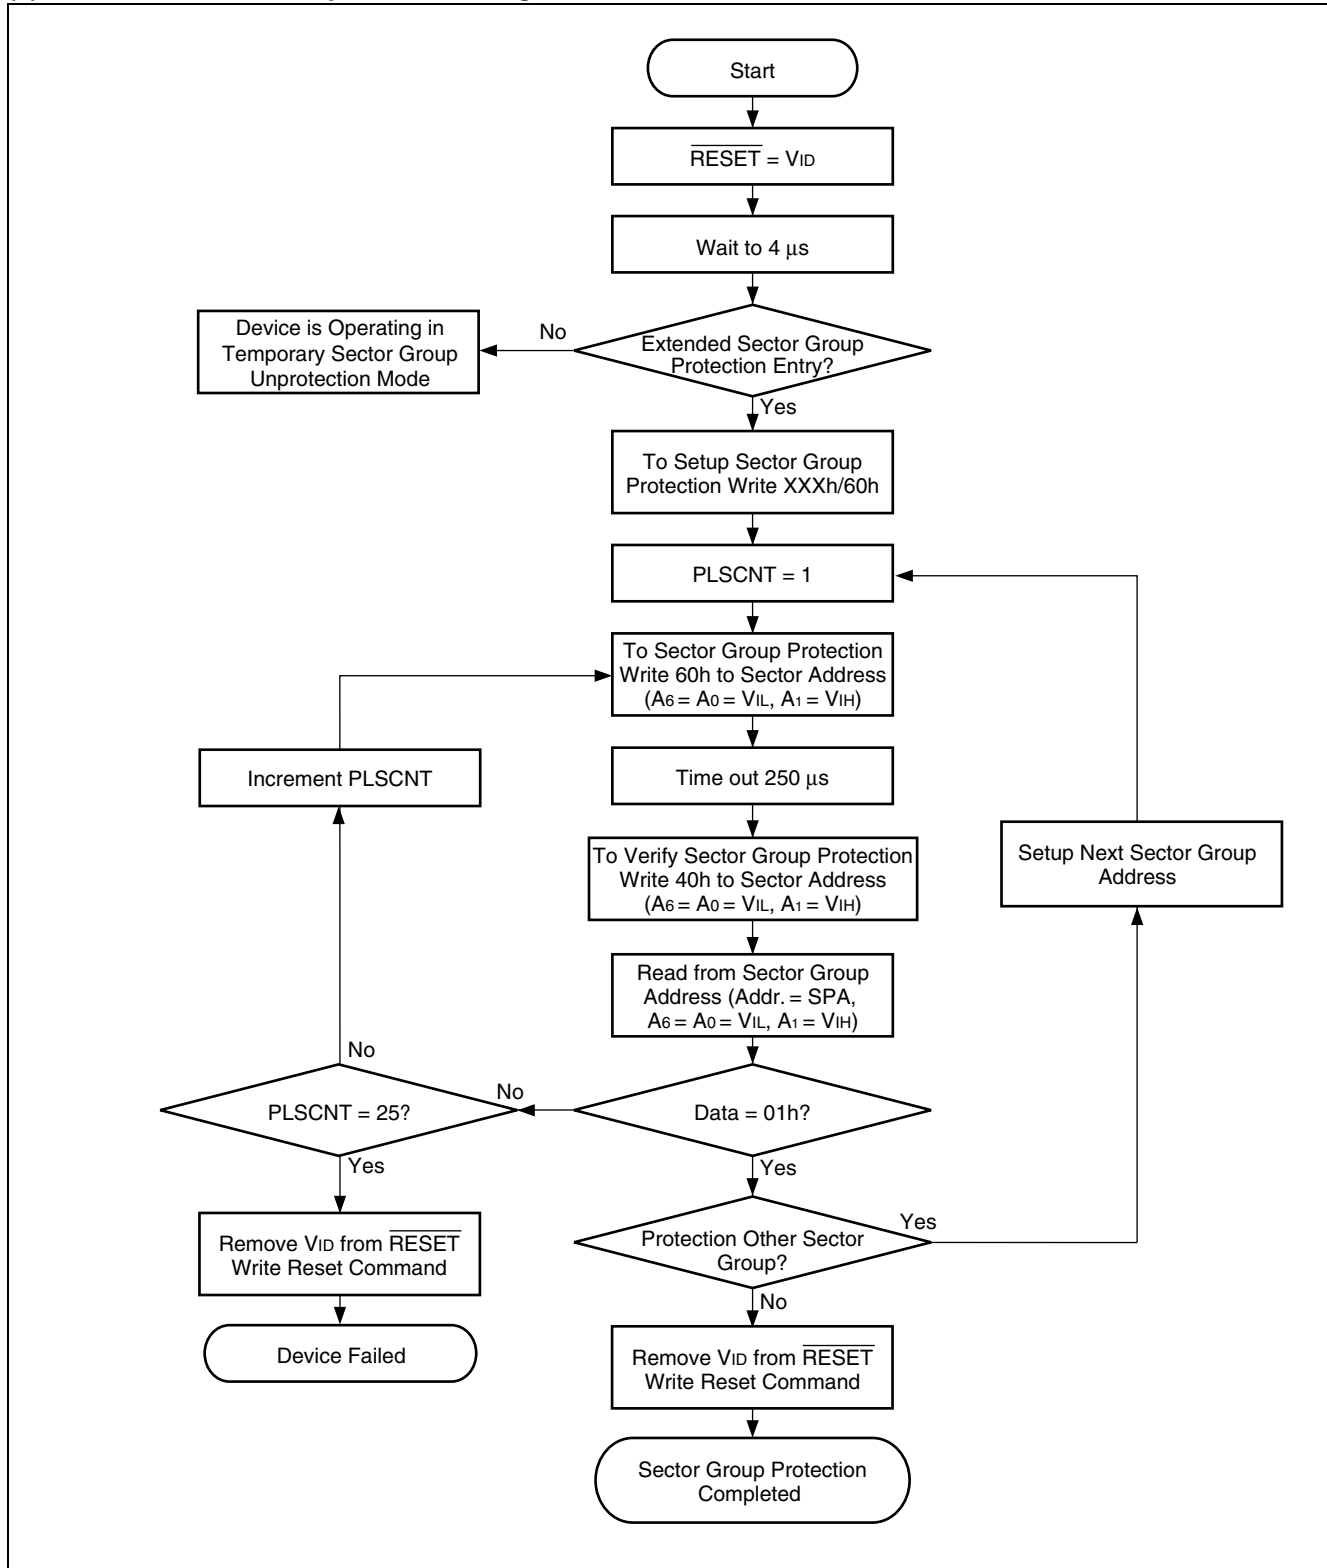 Start
RESET = VID
Wait to 4 μs
Device is Operating in
Temporary Sector Group
Unprotection Mode
No
Extended Sector Group
Protection Entry?
Yes
To Setup Sector Group
Protection Write XXXh/60h
PLSCNT = 1
To Sector Group Protection
Write 60h to Sector Address
(A6 = A0 = VIL, A1 = VIH)
Increment PLSCNT
Time out 250 μs
To Verify Sector Group Protection
Write 40h to Sector Address
(A6 = A0 = VIL, A1 = VIH)
Setup Next Sector Group
Address
Read from Sector Group
Address (Addr. = SPA,
A6 = A0 = VIL, A1 = VIH)
No
PLSCNT = 25?
No
Data = 01h?
Yes
Yes
Remove VID from RESET
Write Reset Command
Protection Other Sector
Group?
Yes
No
Device Failed
Remove VID from RESET
Write Reset Command
Sector Group Protection
Completed